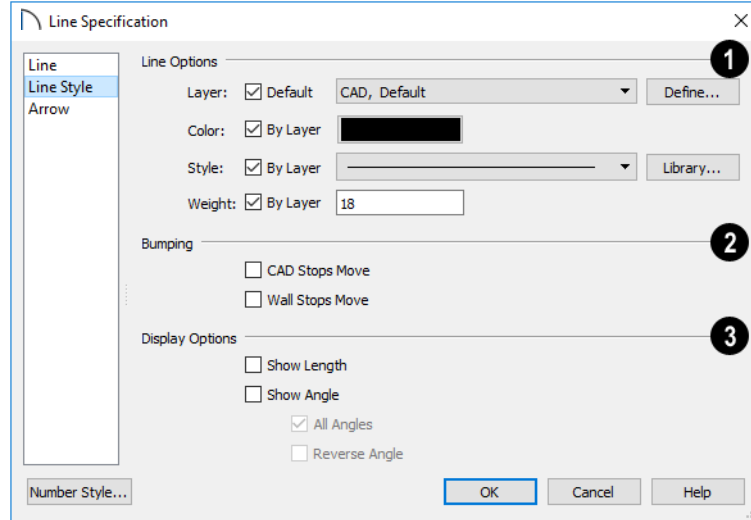 Line Specification
Line
Line Style
Arrow
Line Options
1
Layer: Default CAD, Default Define...
Color: By Layer
Style: By Layer Library...
Weight: By Layer 18
Bumping
2
CAD Stops Move
Wall Stops Move
Display Options
3
Show Length
Show Angle
All Angles
Reverse Angle
Number Style... OK Cancel Help